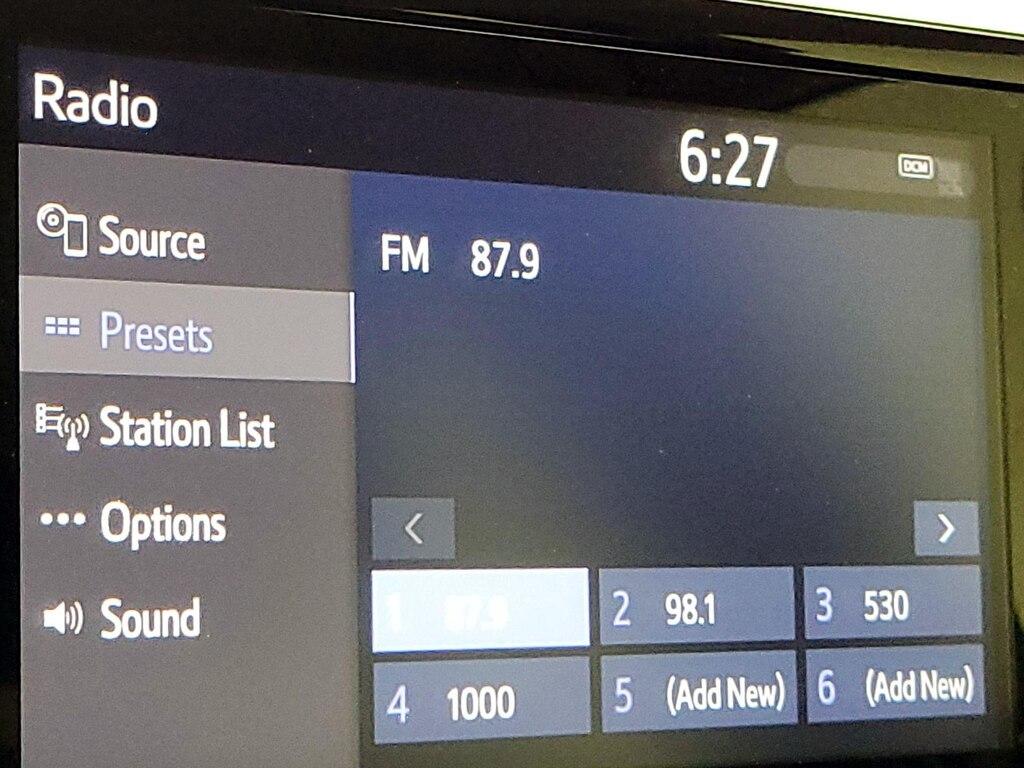 Radio
6:27 DCM
Source
Presets
Station List
Options
Sound
FM 87.9
<
>
1 87.9
2 98.1
3 530
4 1000
5 (Add New)
6 (Add New)